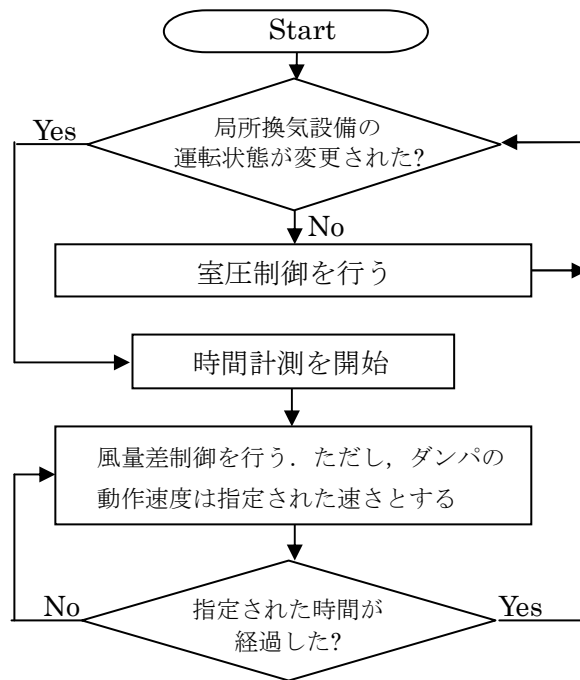 Start
局所換気設備の
運転状態が変更された?
Yes
No
室圧制御を行う
時間計測を開始
風量差制御を行う．ただし，ダンパの
動作速度は指定された速さとする
指定された時間が
経過した?
No
Yes